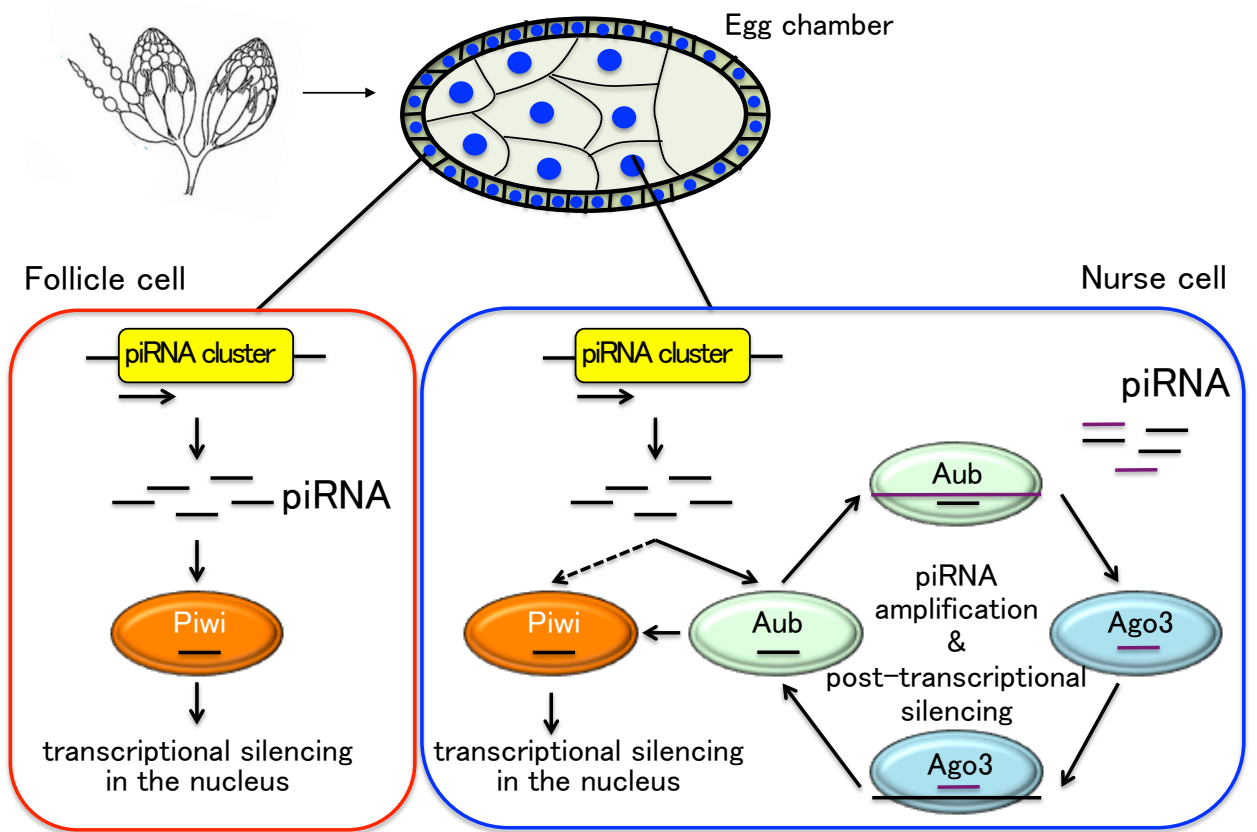 Egg chamber
Follicle cell
Nurse cell
piRNA cluster
piRNA
Piwi
transcriptional silencing
in the nucleus
piRNA cluster
piRNA
Aub
Piwi
Aub
piRNA
amplification
&
post-transcriptional
silencing
Ago3
Ago3
transcriptional silencing
in the nucleus